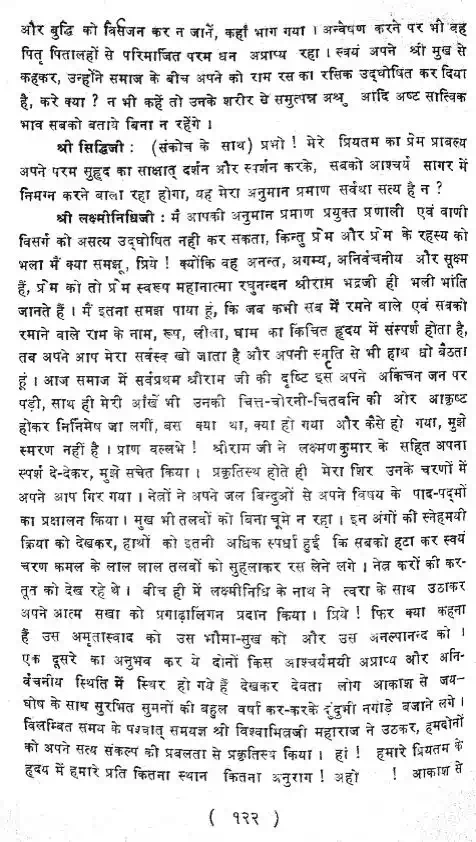 और बुद्धि को विर्सजन कर न जानें, कहाँ भाग गया । अन्वेषण करने पर भी वह
पितृ पितालहों से परिमाजित परम धन अप्राप्य रहा । स्वयं अपने श्री मुख से
कहकर, उन्होंने समाज के बीच अपने को राम रस का रसिक उद्घोषित कर दिया
है, करे क्या ? न भी कहें तो उनके शरीर से समुत्पन्न अश्रु आदि अष्ट सात्विक
भाव सबको बताये बिना न रहेंगे ।
श्री सिद्धिजी : (संकोच के साथ) प्रभो ! मेरे प्रियतम का प्रेम प्राबल्य
अपने परम सुहृद का साक्षात् दर्शन और स्पर्शन करके, सबको आश्चर्य सागर में
निमग्न करने बाला रहा होगा, यह मेरा अनुमान प्रमाण सर्वथा सत्य है न ?
श्री लक्ष्मीनिधिजी : मैं आपकी अनुमान प्रमाण प्रयुक्त प्रणाली एवं वाणी
विसर्ग को असत्य उद्घोषित नही कर सकता, किन्तु प्रेम और प्रेम के रहस्य को
भला मैं क्या समझू, प्रिये ! क्योंकि वह अनन्त, अगम्य, अनिर्वचनीय और सूक्ष्म
हैं, प्रेम को तो प्रेम स्वरूप महानात्मा रघुनन्दन श्रीराम भद्रजी ही भली भांति
जानते हैं । मैं इतना समझ पाया हूं, कि जब कभी सब में रमने बाले एवं सबको
रमाने बाले राम के नाम, रूप, लीला, धाम का किंचित हृदय में संस्पर्श होता है,
तब अपने आप मेरा सर्वस्व खो जाता है और अपनी स्मृति से भी हाथ धो बैठता
हूं । आज समाज में सर्वप्रथम श्रीराम जी की दृष्टि इस अपने अकिंचन जन पर
पड़ी, साथ ही मेरी आँखें भी उनकी चित्त-चोरनी-चितवनि की ओर आकृष्ट
होकर निर्निमेष जा लगीं, बस क्या था, क्या हो गया और कैसे हो गया, मुझे
स्मरण नहीं है । प्राण वल्लभे ! श्रीराम जी ने लक्ष्मणकुमार के सहित अपना
स्पर्श दे-देकर, मुझे सचेत किया । प्रकृतिस्थ होते ही मेरा शिर उनके चरणों में
अपने आप गिर गया । नेत्रों ने अपने जल बिन्दुओं से अपने विषय के पाद-पद्मों
का प्रक्षालन किया । मुख भी तलवों को बिना चूमे न रहा । इन अंगों की स्नेहमयी
क्रिया को देखकर, हाथों को इतनी अधिक स्पर्धा हुई कि सबको हटा कर स्वयं
चरण कमल के लाल लाल तलवों को सुहलाकर रस लेने लगे । नेत्र करों की कर-
तून को देख रहे थे । बीच ही में लक्ष्मीनिधि के नाथ ने त्वरा के साथ उठाकर
अपने आत्म सखा को प्रगाढ़ालिंगन प्रदान किया । प्रिये ! फिर क्या कहना
हैं उस अमृतास्वाद को उस भौमा-सुख को और उस अनल्पानन्द को ।
एक दूसरे का अनुभव कर ये दोनों किस आश्चर्यमयी अप्राप्य और अनि-
र्वचनीय स्थिति में स्थिर हो गये हैं देखकर देवता लोग आकाश से जय-
घोष के साथ सुरभित सुमनों की बहुल वर्षा कर-करके दुंदुभी नगाड़े बजाने लगे ।
विलम्बित समय के पश्चात् समयज्ञ श्री विश्वामित्रजी महाराज ने उठकर, हमदोनों
को अपने सत्य संकल्प की प्रबलता से प्रकृतिस्प किया । हां ! हमारे प्रियतम के
हृदय में हमारे प्रति कितना स्थान कितना अनुराग ! अहो ! आकाश से
( १२२ )